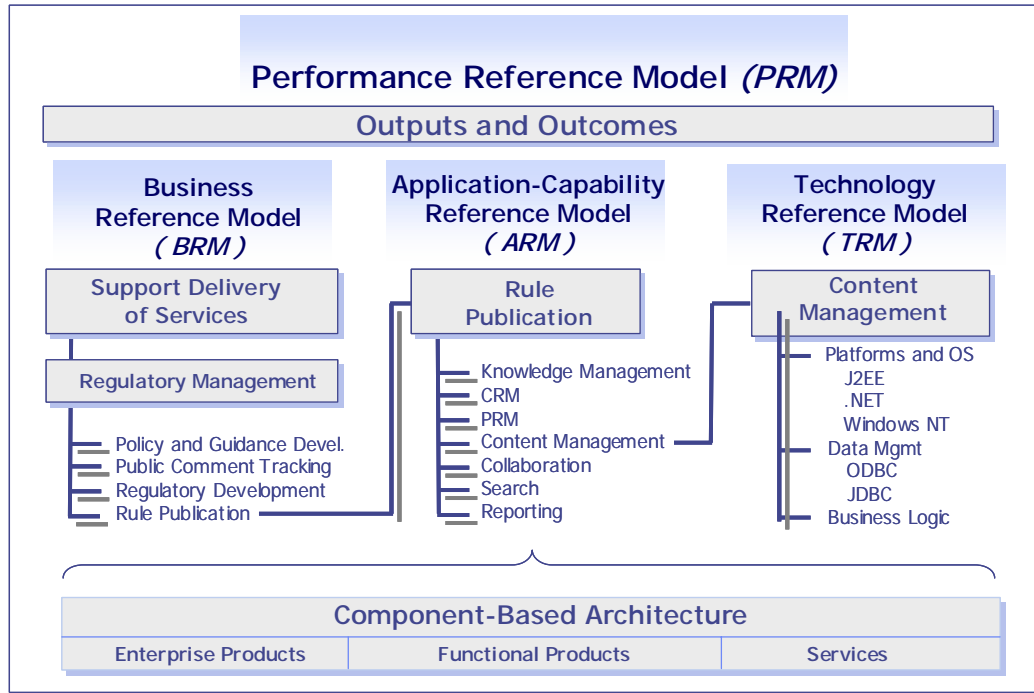 Performance Reference Model (PRM)
Outputs and Outcomes
Business
Reference Model
( BRM )
Support Delivery
of Services
Regulatory Management
Policy and Guidance Devel.
Public Comment Tracking
Regulatory Development
Rule Publication
Application-Capability
Reference Model
( ARM )
Rule
Publication
Knowledge Management
CRM
PRM
Content Management
Collaboration
Search
Reporting
Technology
Reference Model
( TRM )
Content
Management
Platforms and OS
J2EE
.NET
Windows NT
Data Mgmt
ODBC
JDBC
Business Logic
Component-Based Architecture
Enterprise Products
Functional Products
Services